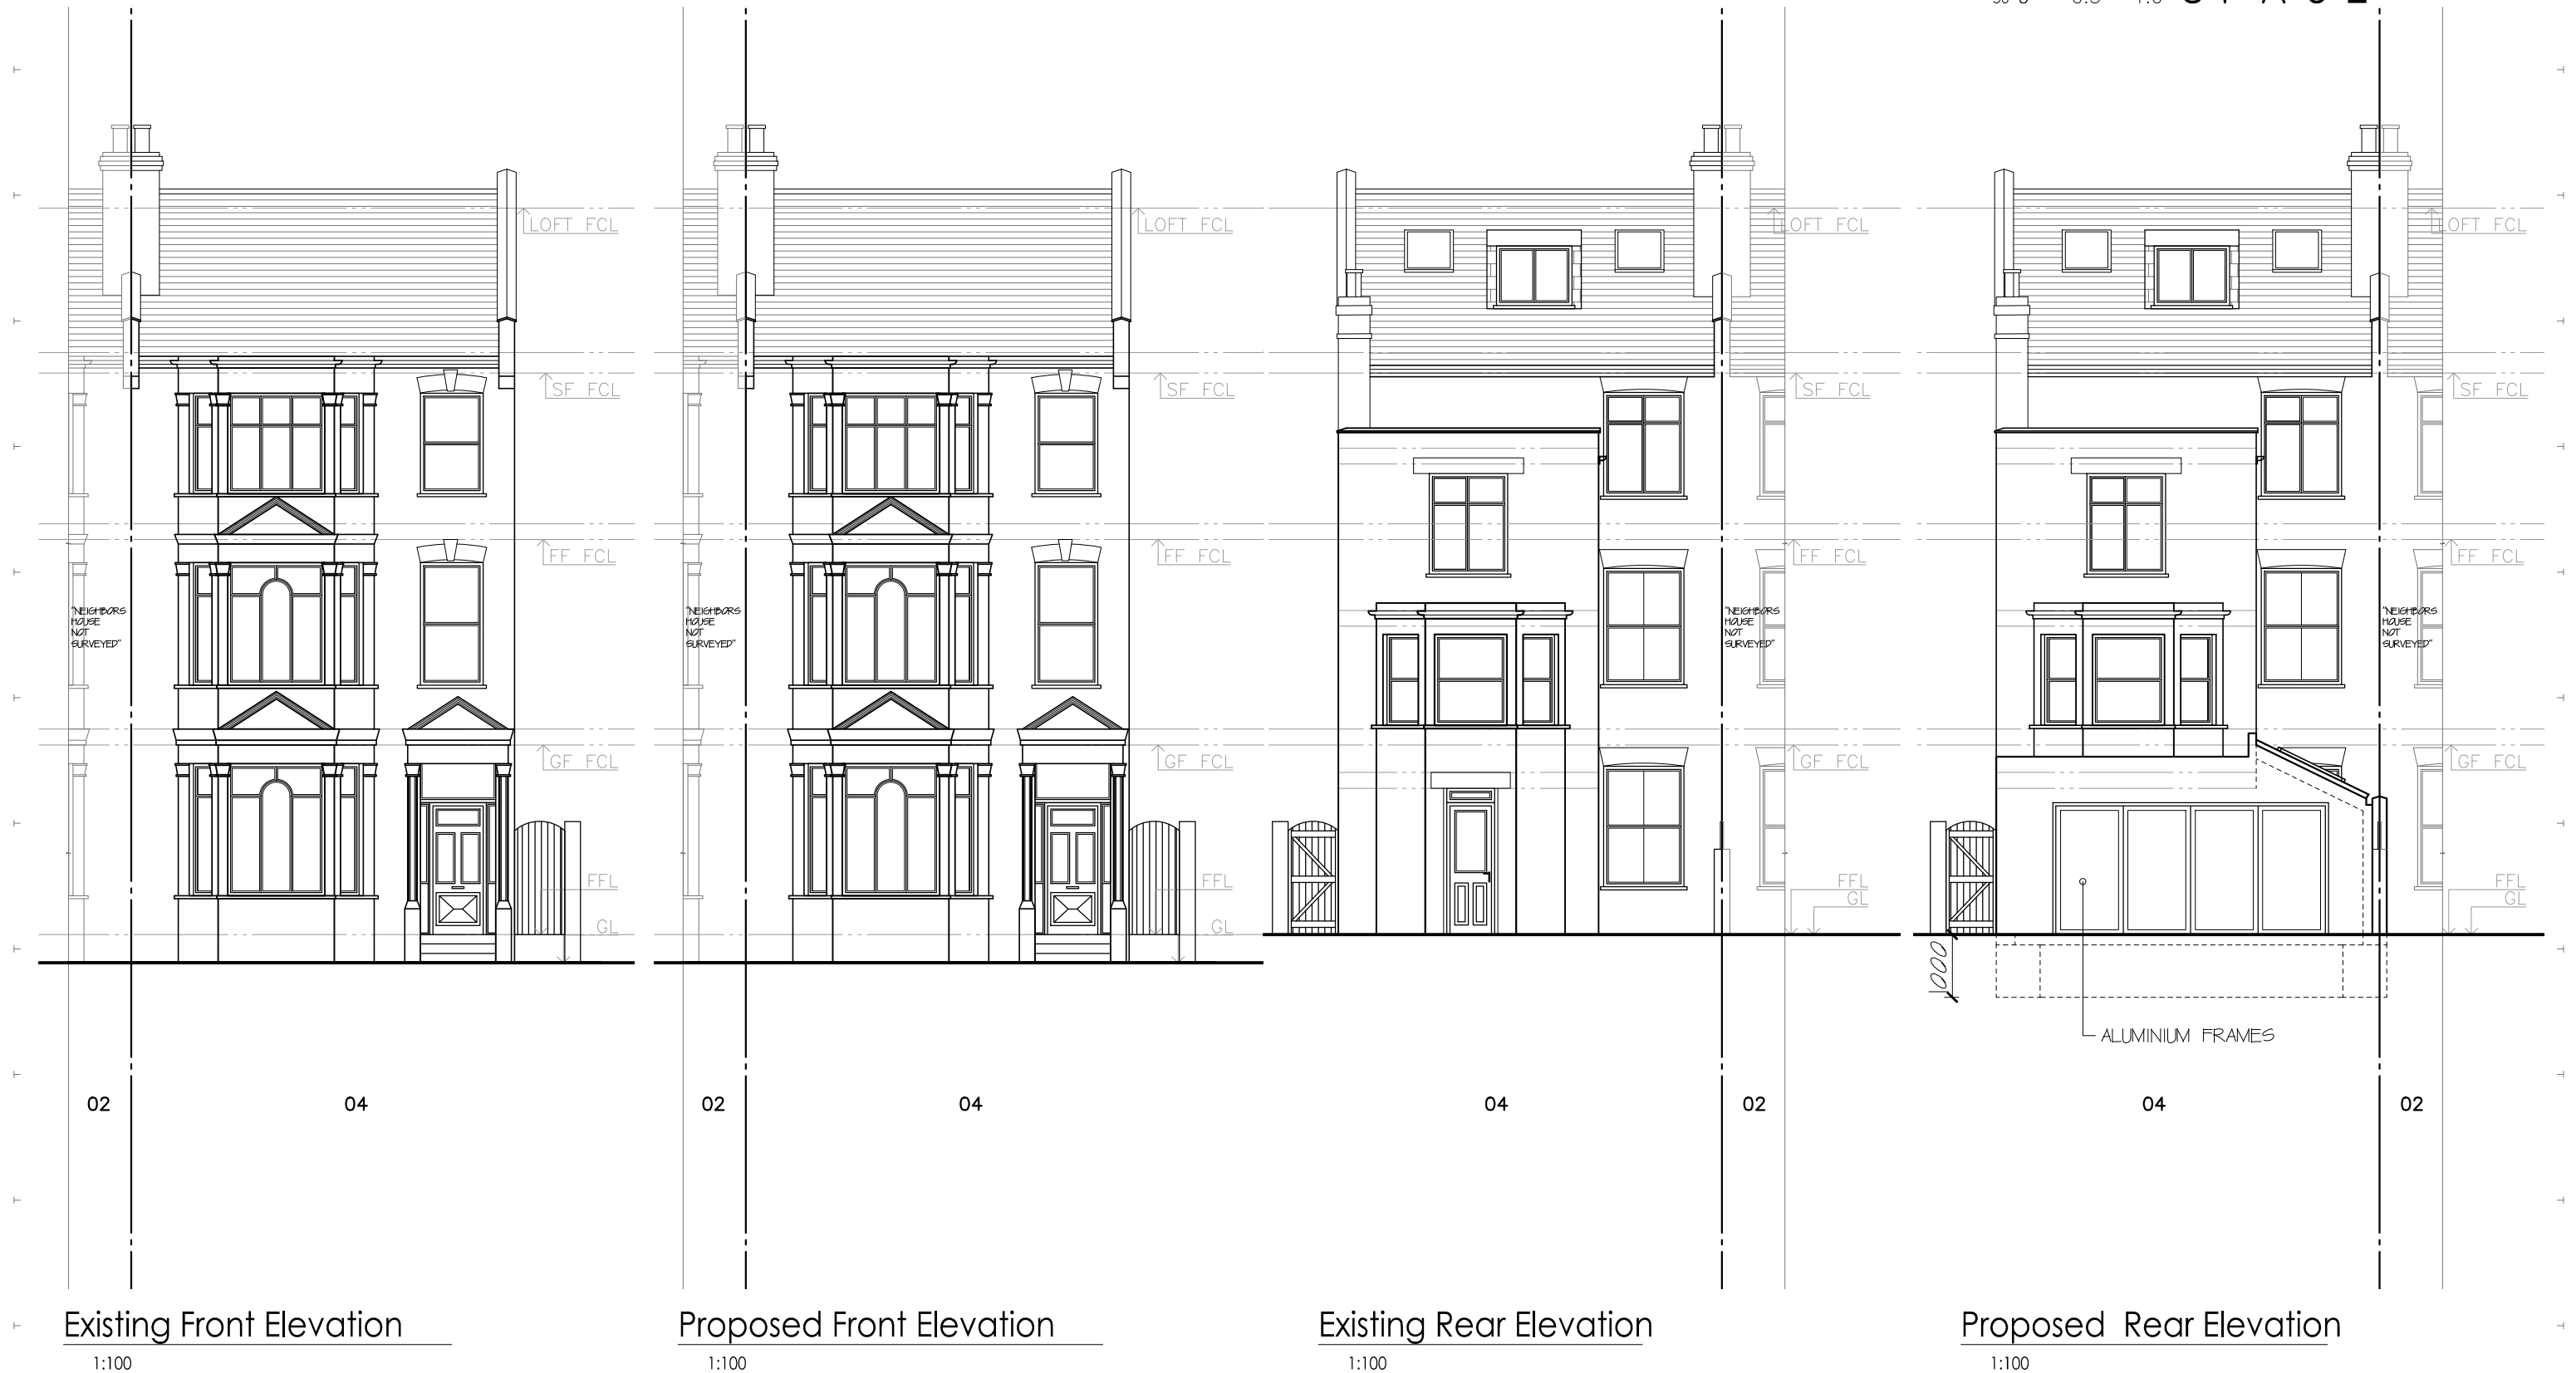 LOFT FCL
SF FCL
FF FCL
"NEIGHBORS
HOUSE
NOT
SURVEYED"
GF FCL
FFL
GL
02
04
Existing Front Elevation
1:100
LOFT FCL
SF FCL
FF FCL
"NEIGHBORS
HOUSE
NOT
SURVEYED"
GF FCL
FFL
GL
02
04
Proposed Front Elevation
1:100
LOFT FCL
SF FCL
FF FCL
"NEIGHBORS
HOUSE
NOT
SURVEYED"
GF FCL
FFL
GL
04
02
Existing Rear Elevation
1:100
LOFT FCL
SF FCL
FF FCL
"NEIGHBORS
HOUSE
NOT
SURVEYED"
GF FCL
FFL
GL
1000
ALUMINIUM FRAMES
04
02
Proposed Rear Elevation
1:100